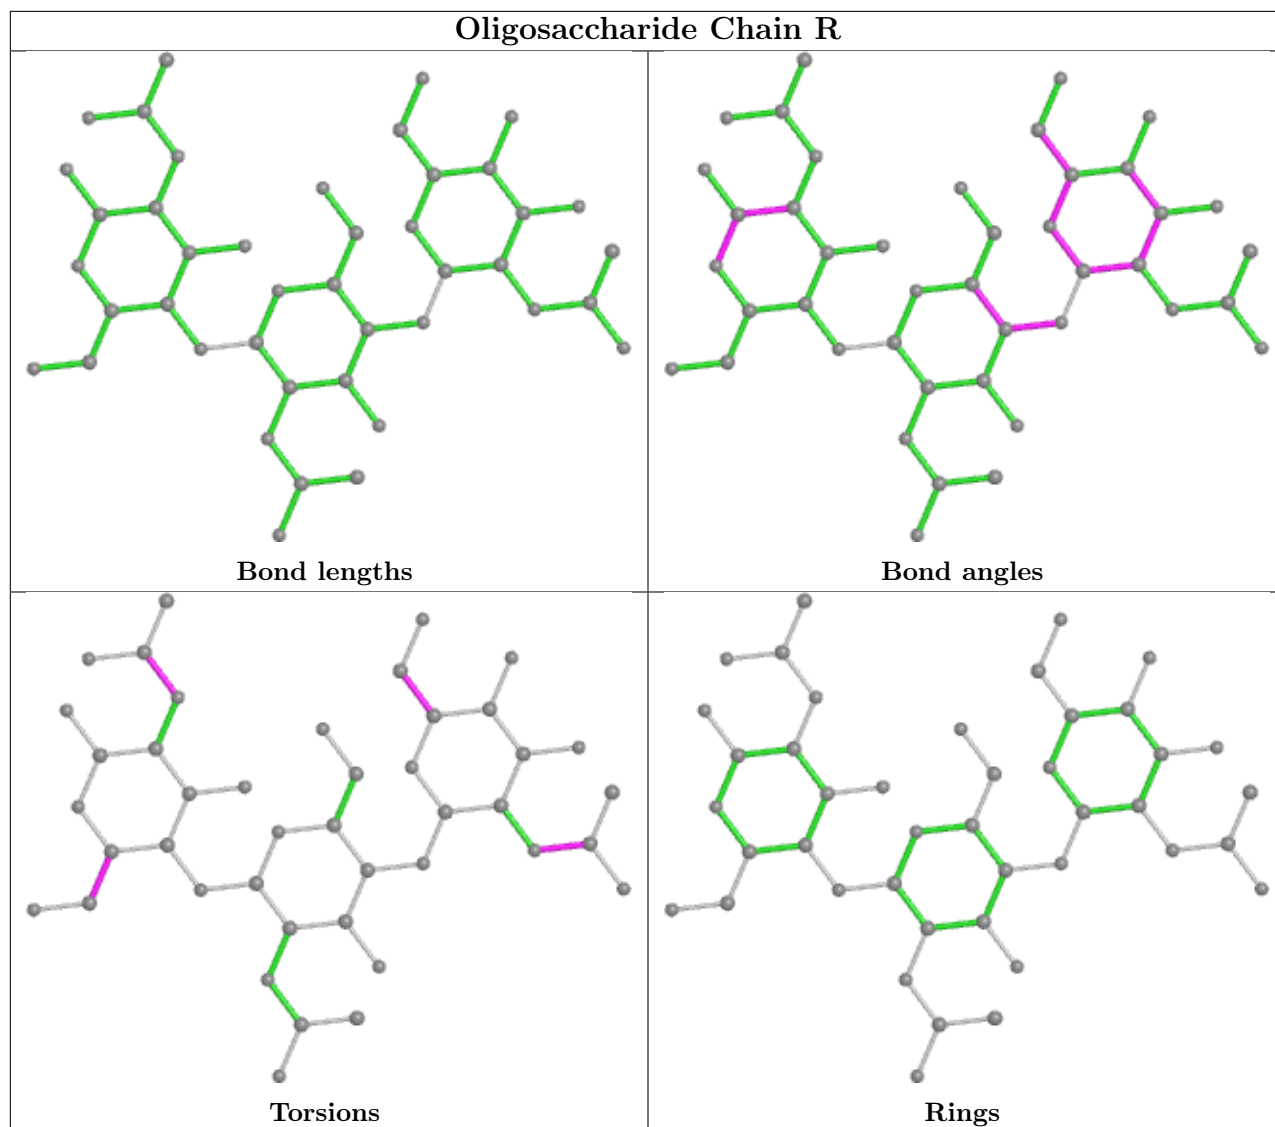 Oligosaccharide Chain R
Bond lengths
Bond angles
Torsions
Rings